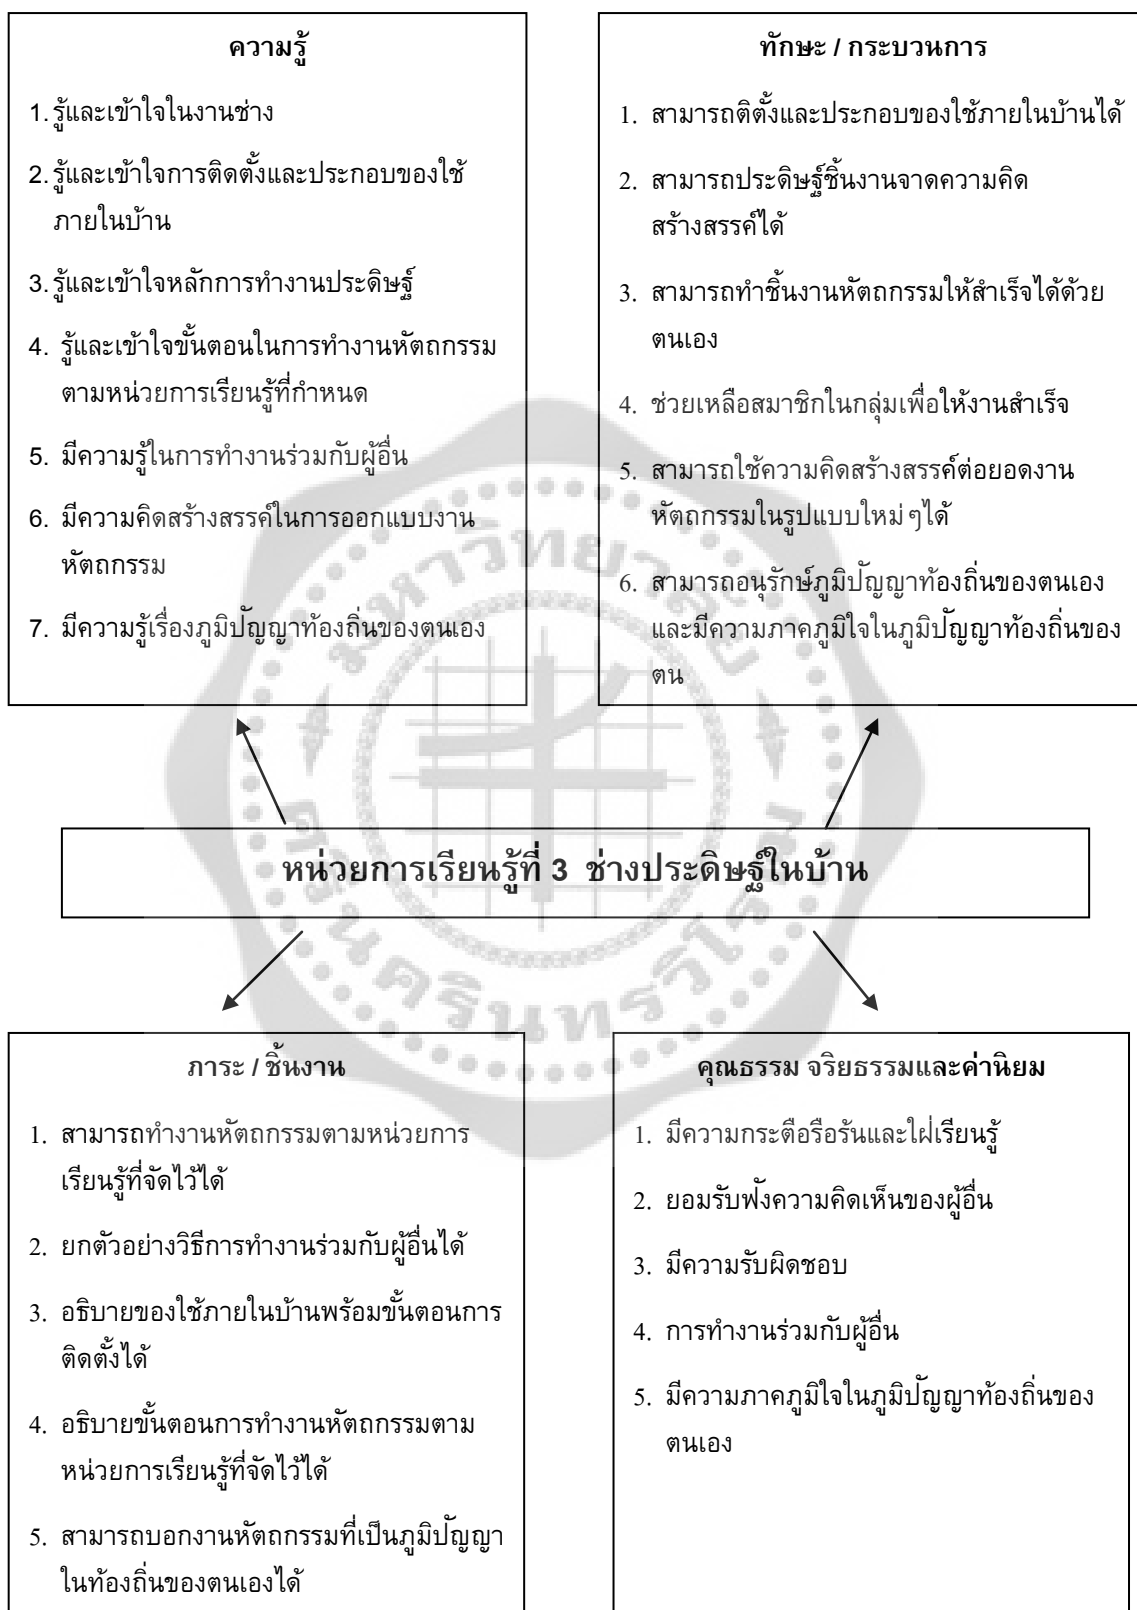 ความรู้
1. รู้และเข้าใจในงานช่าง
2. รู้และเข้าใจการติดตั้งและประกอบของใช้
ภายในบ้าน
3. รู้และเข้าใจหลักการทำงานประดิษฐ์
4. รู้และเข้าใจขั้นตอนในการทำงานหัตถกรรม
ตามหน่วยการเรียนรู้ที่กำหนด
5. มีความรู้ในการทำงานร่วมกับผู้อื่น
6. มีความคิดสร้างสรรค์ในการออกแบบงาน
หัตถกรรม
7. มีความรู้เรื่องภูมิปัญญาท้องถิ่นของตนเอง
ทักษะ / กระบวนการ
1. สามารถติตั้งและประกอบของใช้ภายในบ้านได้
2. สามารถประดิษฐ์ชิ้นงานจาดความคิด
สร้างสรรค์ได้
3. สามารถทำชิ้นงานหัตถกรรมให้สำเร็จได้ด้วย
ตนเอง
4. ช่วยเหลือสมาชิกในกลุ่มเพื่อให้งานสำเร็จ
5. สามารถใช้ความคิดสร้างสรรค์ต่อยอดงาน
หัตถกรรมในรูปแบบใหม่ๆได้
6. สามารถอนุรักษ์ภูมิปัญญาท้องถิ่นของตนเอง
และมีความภาคภูมิใจในภูมิปัญญาท้องถิ่นของ
ตน
หน่วยการเรียนรู้ที่ 3 ช่างประดิษฐ์ในบ้าน
ภาระ / ชิ้นงาน
1. สามารถทำงานหัตถกรรมตามหน่วยการ
เรียนรู้ที่จัดไว้ได้
2. ยกตัวอย่างวิธีการทำงานร่วมกับผู้อื่นได้
3. อธิบายของใช้ภายในบ้านพร้อมขั้นตอนการ
ติดตั้งได้
4. อธิบายขั้นตอนการทำงานหัตถกรรมตาม
หน่วยการเรียนรู้ที่จัดไว้ได้
5. สามารถบอกงานหัตถกรรมที่เป็นภูมิปัญญา
ในท้องถิ่นของตนเองได้
คุณธรรม จริยธรรมและค่านิยม
1. มีความกระตือรือร้นและใฝ่เรียนรู้
2. ยอมรับฟังความคิดเห็นของผู้อื่น
3. มีความรับผิดชอบ
4. การทำงานร่วมกับผู้อื่น
5. มีความภาคภูมิใจในภูมิปัญญาท้องถิ่นของ
ตนเอง
มหาวิทยาลัย
ศรีนครินทรวิโรฒ